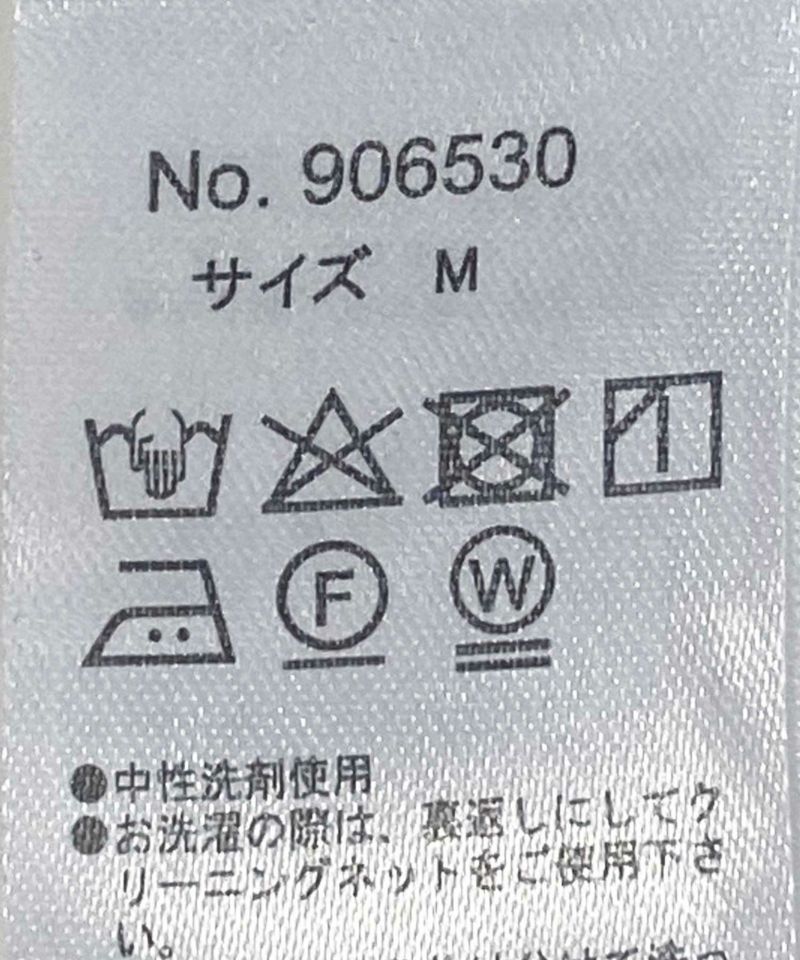 No. 906530
サイズ M
F W
●中性洗剤使用
●お洗濯の際は、裏返しにしてク
リーニングネットをご使用下さ
い。